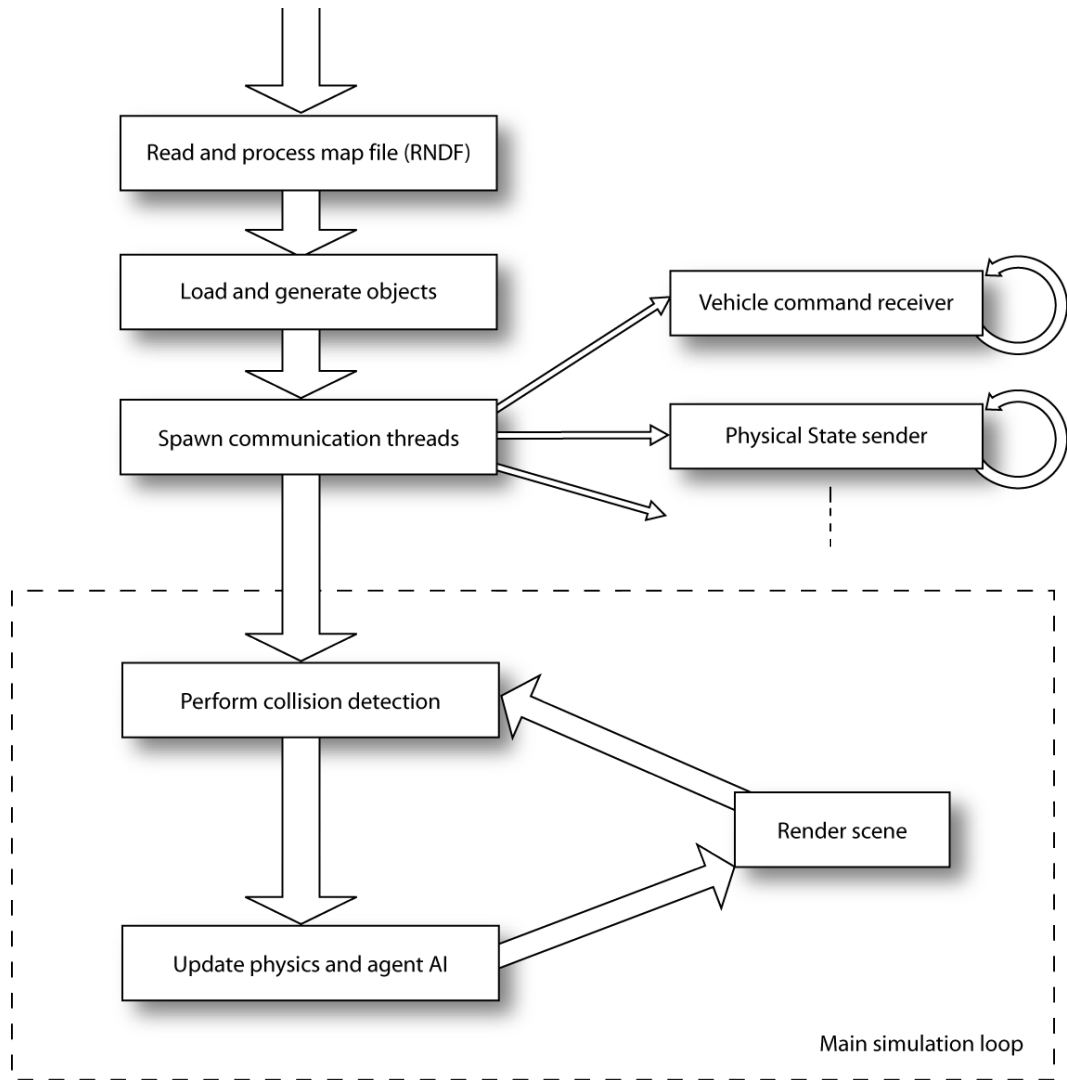 Read and process map file (RNDF)
Load and generate objects
Vehicle command receiver
Spawn communication threads
Physical State sender
Perform collision detection
Render scene
Update physics and agent AI
Main simulation loop